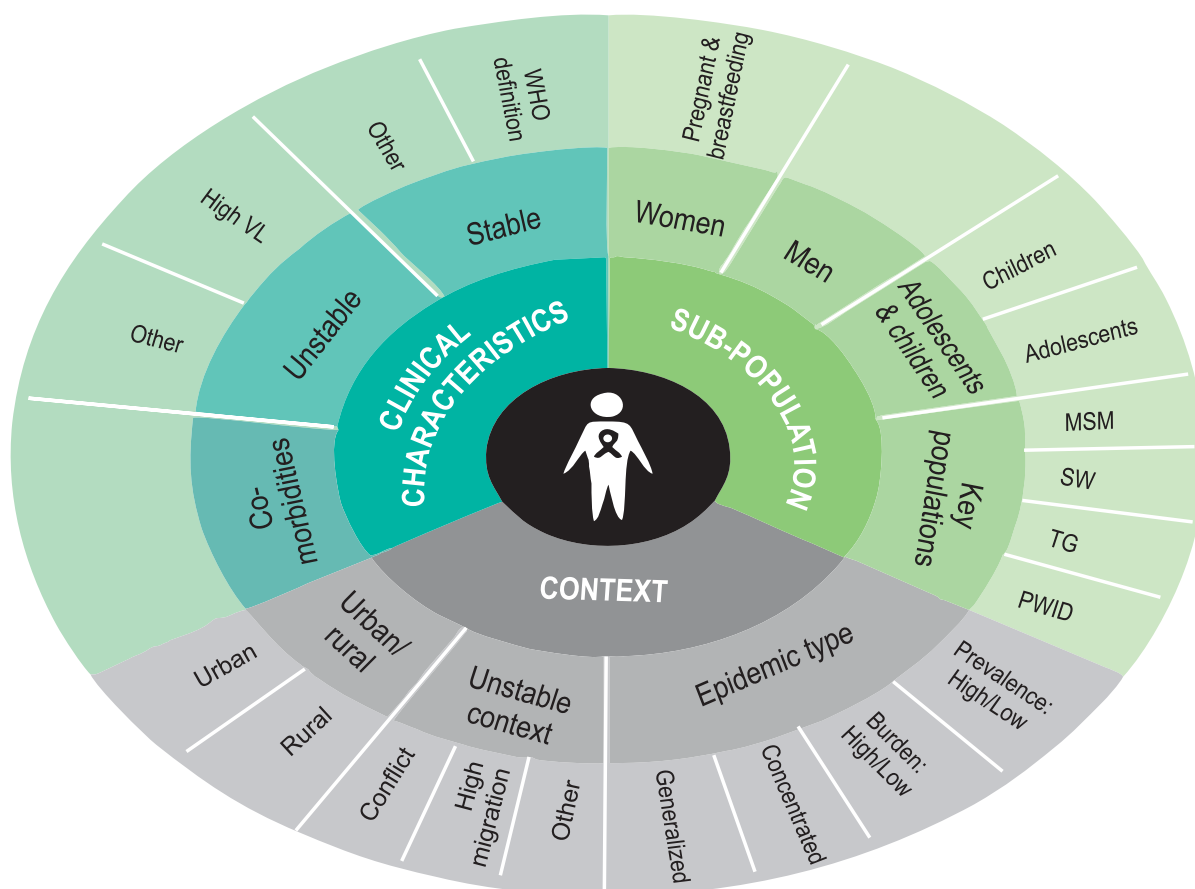 CLINICAL
CHARACTERISTICS
Stable
WHO
definition
Other
Unstable
High VL
Other
Co-
morbidities
SUB-POPULATION
Women
Pregnant &
breastfeeding
Men
Adolescents
& children
Children
Adolescents
Key
populations
MSM
SW
TG
PWID
CONTEXT
Urban/
rural
Urban
Rural
Unstable
context
Conflict
High
migration
Other
Epidemic type
Generalized
Concentrated
Burden:
High/Low
Prevalence:
High/Low